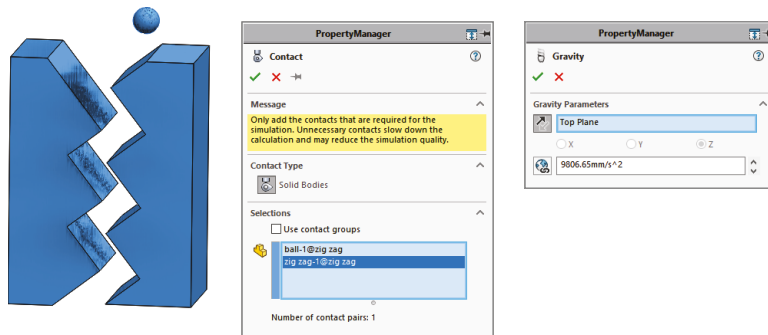 PropertyManager
Contact
Message
Only add the contacts that are required for the
simulation. Unnecessary contacts slow down the
calculation and may reduce the simulation quality.
Contact Type
Solid Bodies
Selections
Use contact groups
ball-1@zig zag
zig zag-1@zig zag
Number of contact pairs: 1
PropertyManager
Gravity
Gravity Parameters
Top Plane
X Y Z
9806.65mm/s^2